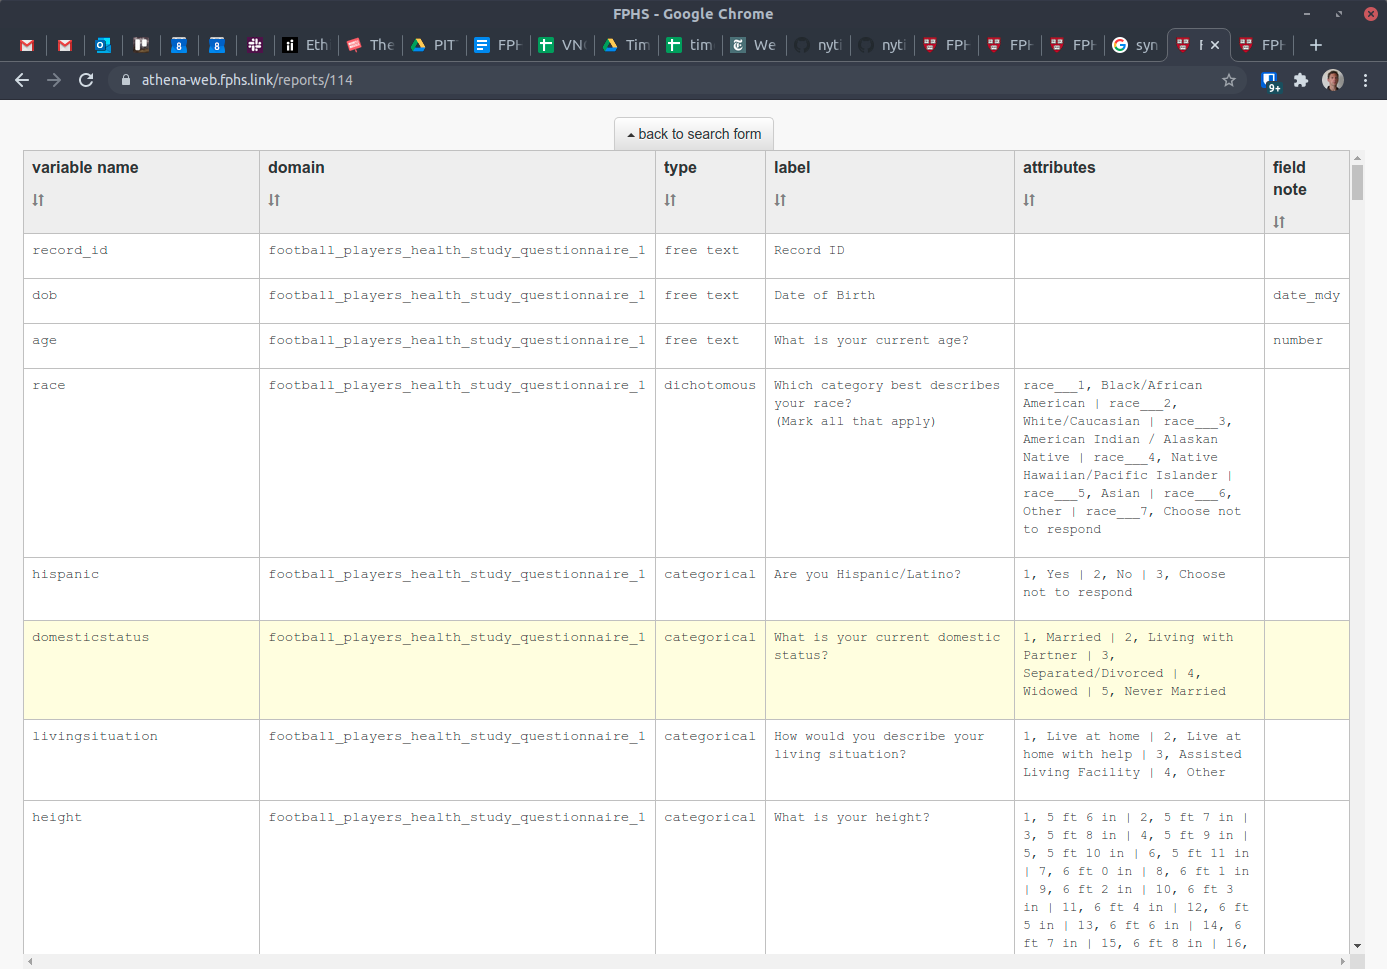 FPHS - Google Chrome
Eth
The
PIT
FPH
VN
Tim
tim
We
nyti
nyti
FPH
FPH
FPH
syn
FPH
athena-web.fphs.link/reports/114
9+
back to search form
variable name domain type label attributes field note
record_id football_players_health_study_questionnaire_1 free text Record ID
dob football_players_health_study_questionnaire_1 free text Date of Birth date_mdy
age football_players_health_study_questionnaire_1 free text What is your current age? number
race football_players_health_study_questionnaire_1 dichotomous Which category best describes
your race?
(Mark all that apply)
race___1, Black/African
American | race___2,
White/Caucasian | race___3,
American Indian / Alaskan
Native | race___4, Native
Hawaiian/Pacific Islander |
race___5, Asian | race___6,
Other | race___7, Choose not
to respond
hispanic football_players_health_study_questionnaire_1 categorical Are you Hispanic/Latino? 1, Yes | 2, No | 3, Choose
not to respond
domesticstatus football_players_health_study_questionnaire_1 categorical What is your current domestic
status?
1, Married | 2, Living with
Partner | 3,
Separated/Divorced | 4,
Widowed | 5, Never Married
livingsituation football_players_health_study_questionnaire_1 categorical How would you describe your
living situation?
1, Live at home | 2, Live at
home with help | 3, Assisted
Living Facility | 4, Other
height football_players_health_study_questionnaire_1 categorical What is your height? 1, 5 ft 6 in | 2, 5 ft 7 in |
3, 5 ft 8 in | 4, 5 ft 9 in |
5, 5 ft 10 in | 6, 5 ft 11 in
| 7, 6 ft 0 in | 8, 6 ft 1 in
| 9, 6 ft 2 in | 10, 6 ft 3
in | 11, 6 ft 4 in | 12, 6 ft
5 in | 13, 6 ft 6 in | 14, 6
ft 7 in | 15, 6 ft 8 in | 16,